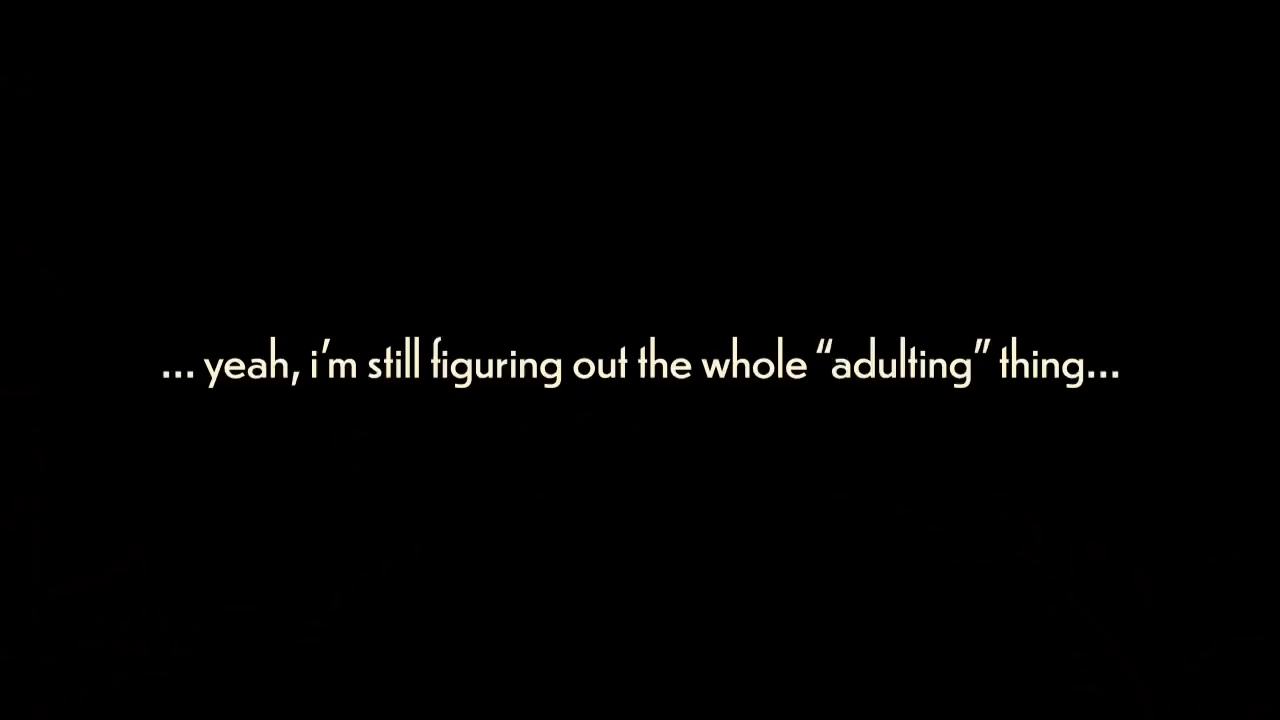 ... yeah, i'm still figuring out the whole “adulting” thing...